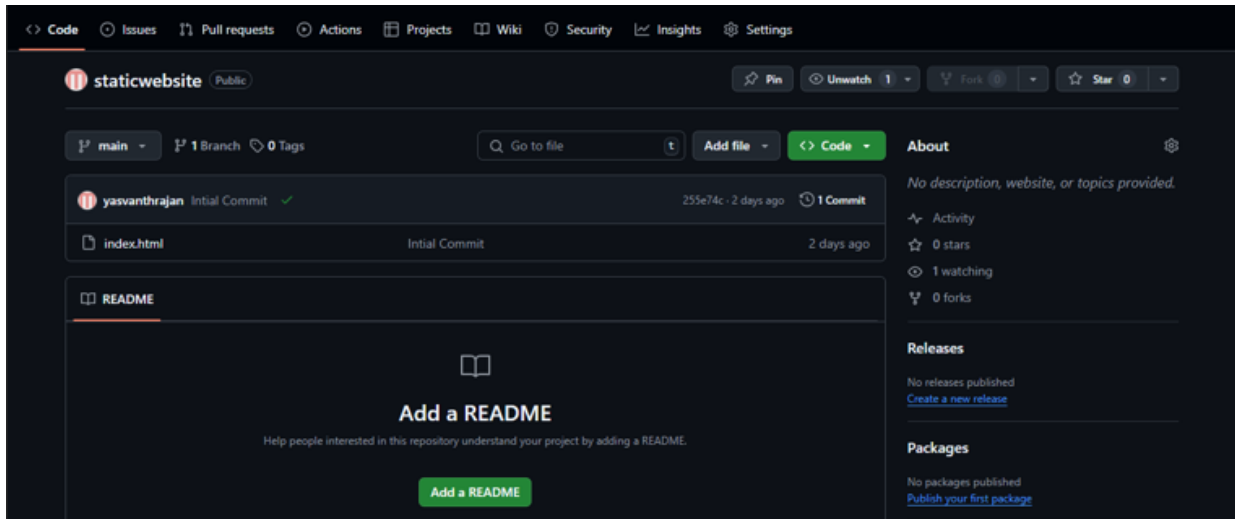 <> Code Issues Pull requests Actions Projects Wiki Security Insights Settings
staticwebsite Public Pin Unwatch 1 Fork 0 Star 0
main 1 Branch 0 Tags Go to file t Add file <> Code About
No description, website, or topics provided.
yasvanthrajan Intial Commit 255e74c · 2 days ago 1 Commit
Activity
index.html Intial Commit 2 days ago
0 stars
1 watching
README
0 forks
Releases
Add a README
No releases published
Create a new release
Help people interested in this repository understand your project by adding a README.
Packages
Add a README
No packages published
Publish your first package